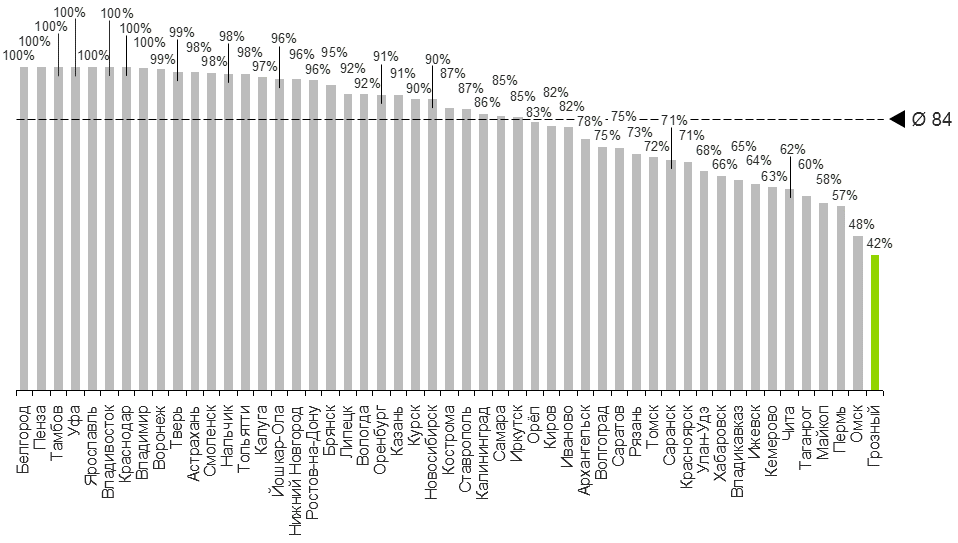 100%
100%
100%
100%
100%
100%
100%
100%
99%
99%
98%
98%
98%
98%
97%
96%
96%
96%
95%
92%
92%
91%
91%
90%
90%
87%
87%
86%
85%
85%
83%
82%
82%
78%
75%
75%
73%
72%
71%
71%
68%
66%
65%
64%
63%
62%
60%
58%
57%
48%
42%
Ø 84
Белгород
Пенза
Тамбов
Уфа
Ярославль
Владивосток
Краснодар
Владимир
Воронеж
Тверь
Астрахань
Смоленск
Нальчик
Тольятти
Калуга
Йошкар-Ола
Нижний Новгород
Ростов-на-Дону
Брянск
Липецк
Вологда
Оренбург
Казань
Курск
Новосибирск
Кострома
Ставрополь
Калининград
Самара
Иркутск
Орёл
Киров
Иваново
Архангельск
Волгоград
Саратов
Рязань
Томск
Саранск
Красноярск
Улан-Удэ
Хабаровск
Владикавказ
Ижевск
Кемерово
Чита
Таганрог
Майкоп
Пермь
Омск
Грозный